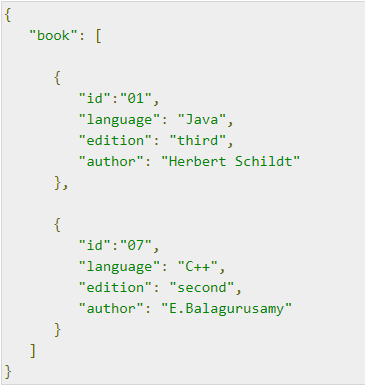 {
"book": [
{
"id":"01",
"language": "Java",
"edition": "third",
"author": "Herbert Schildt"
},
{
"id":"07",
"language": "C++",
"edition": "second",
"author": "E.Balagurusamy"
}
]
}